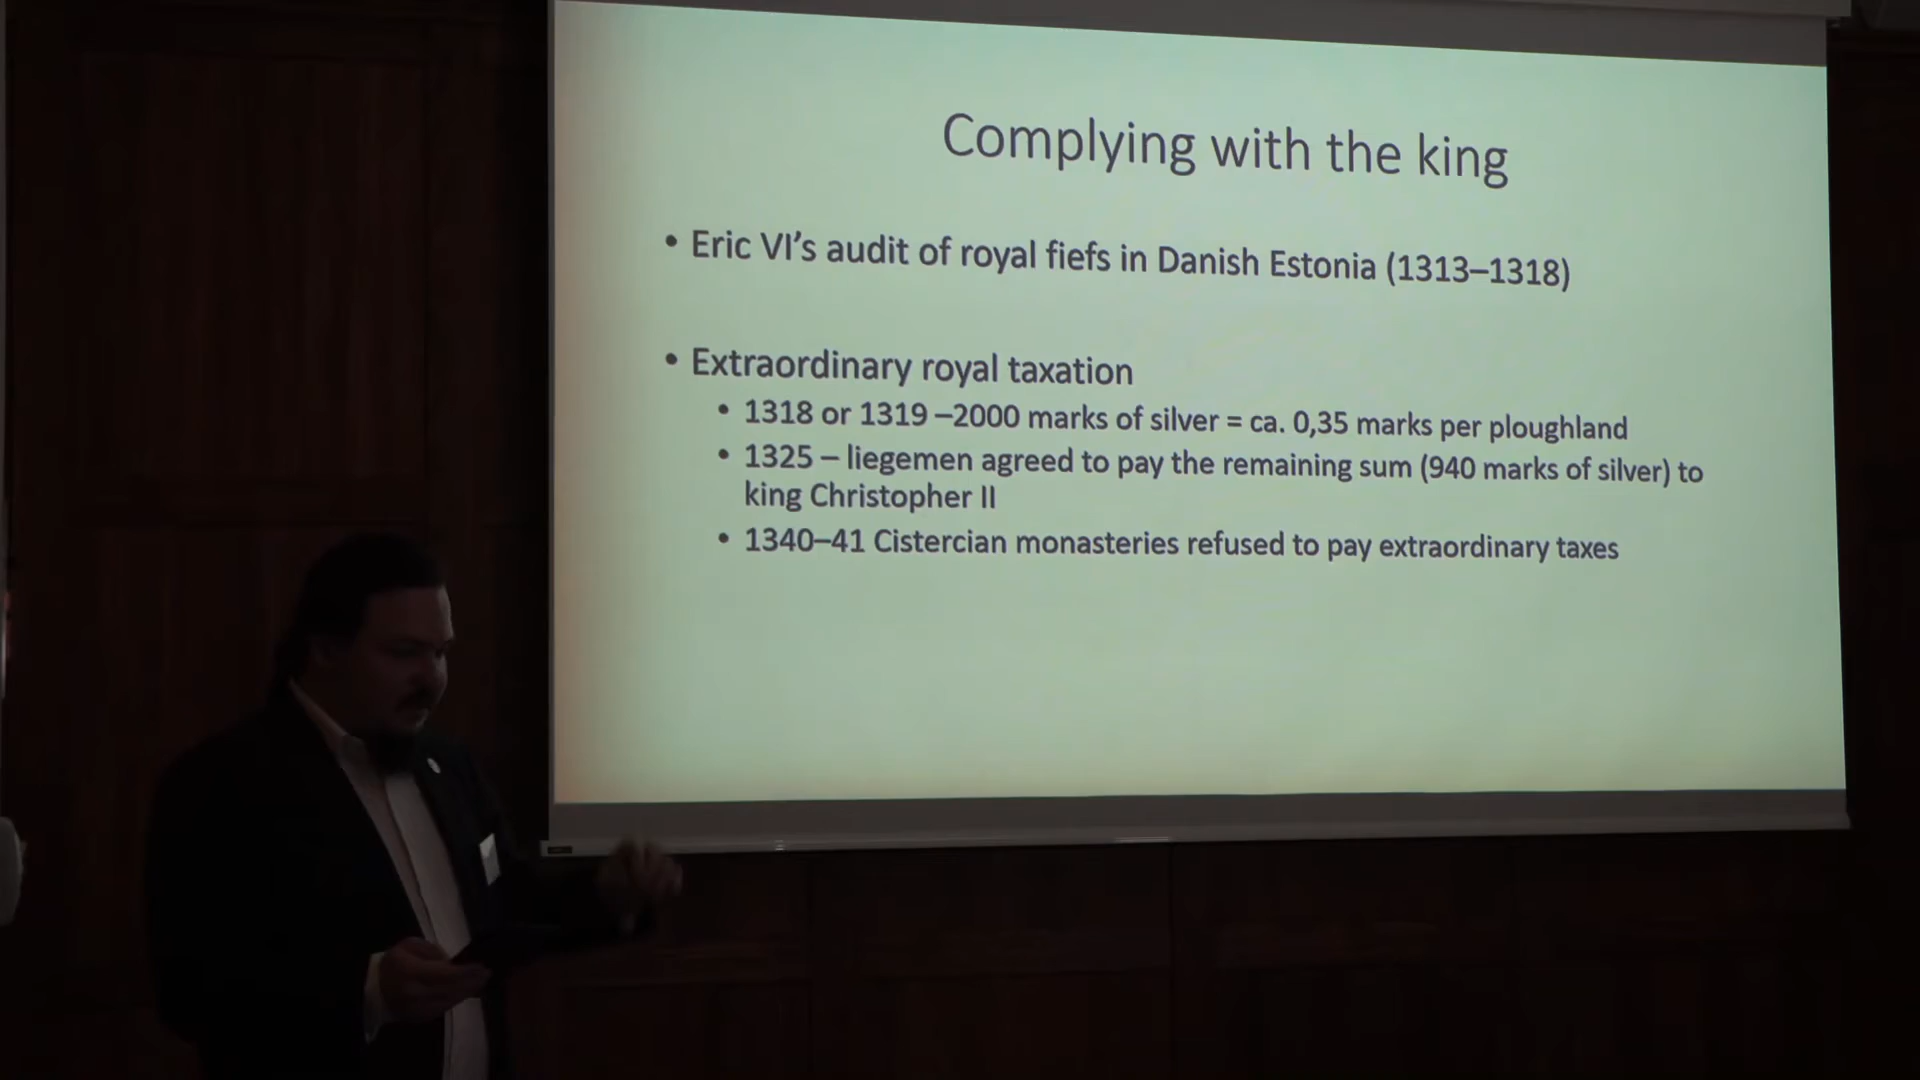 Complying with the king
• Eric VI’s audit of royal fiefs in Danish Estonia (1313–1318)
• Extraordinary royal taxation
• 1318 or 1319 –2000 marks of silver = ca. 0,35 marks per ploughland
• 1325 – liegemen agreed to pay the remaining sum (940 marks of silver) to
king Christopher II
• 1340–41 Cistercian monasteries refused to pay extraordinary taxes